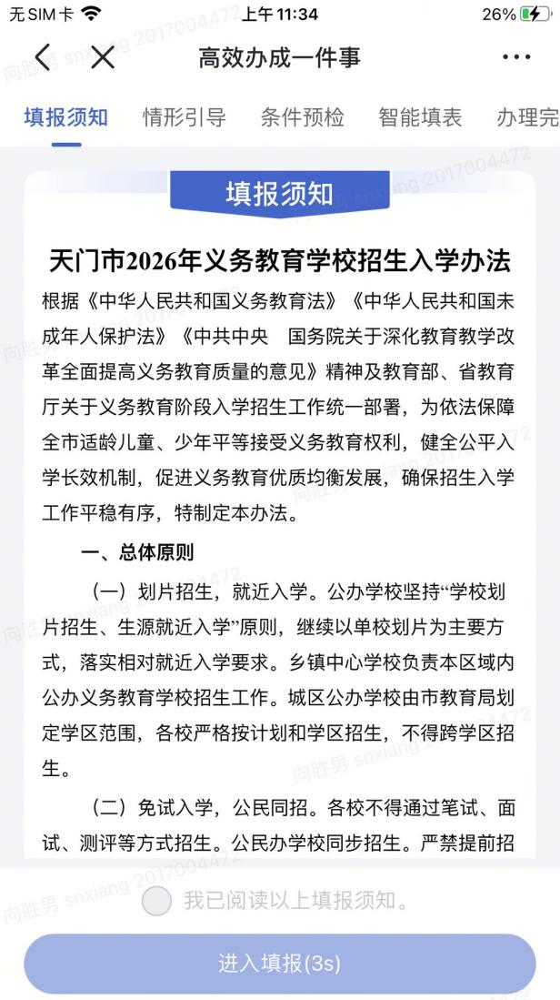 无SIM卡 上午11:34 26%
高效办成一件事
填报须知 情形引导 条件预检 智能填表 办理完
填报须知
天门市2026年义务教育学校招生入学办法
根据《中华人民共和国义务教育法》《中华人民共和国未
成年人保护法》《中共中央 国务院关于深化教育教学改
革全面提高义务教育质量的意见》精神及教育部、省教育
厅关于义务教育阶段入学招生工作统一部署，为依法保障
全市适龄儿童、少年平等接受义务教育权利，健全公平入
学长效机制，促进义务教育优质均衡发展，确保招生入学
工作平稳有序，特制定本办法。
一、总体原则
（一）划片招生，就近入学。公办学校坚持“学校划
片招生、生源就近入学”原则，继续以单校划片为主要方
式，落实相对就近入学要求。乡镇中心学校负责本区域内
公办义务教育学校招生工作。城区公办学校由市教育局划
定学区范围，各校严格按计划和学区招生，不得跨学区招
生。
（二）免试入学，公民同招。各校不得通过笔试、面
试、测评等方式招生。公民办学校同步招生。严禁提前招
我已阅读以上填报须知。
进入填报(3s)
向胜男 snxiang 2017004472